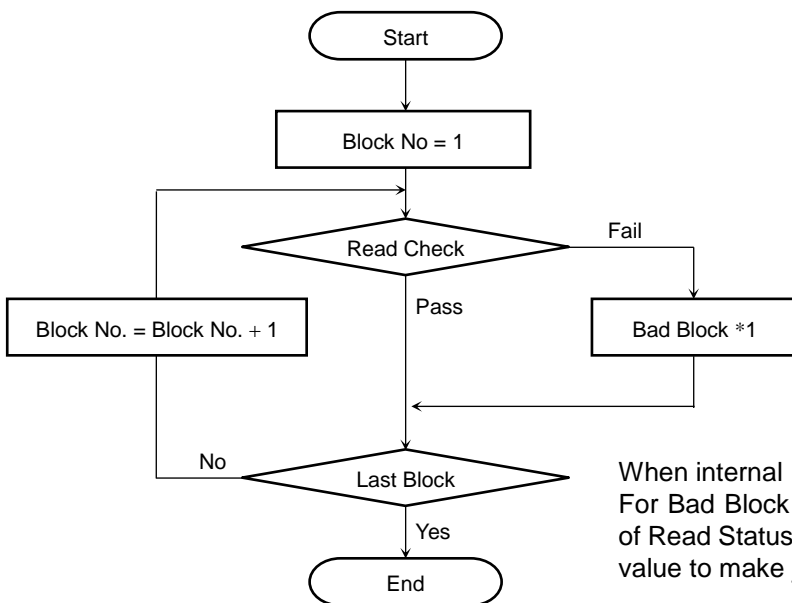 Start
Block No = 1
Read Check
Fail
Pass
Block No. = Block No. + 1
Bad Block *1
No
Last Block
Yes
End
When internal
For Bad Block
of Read Status
value to make